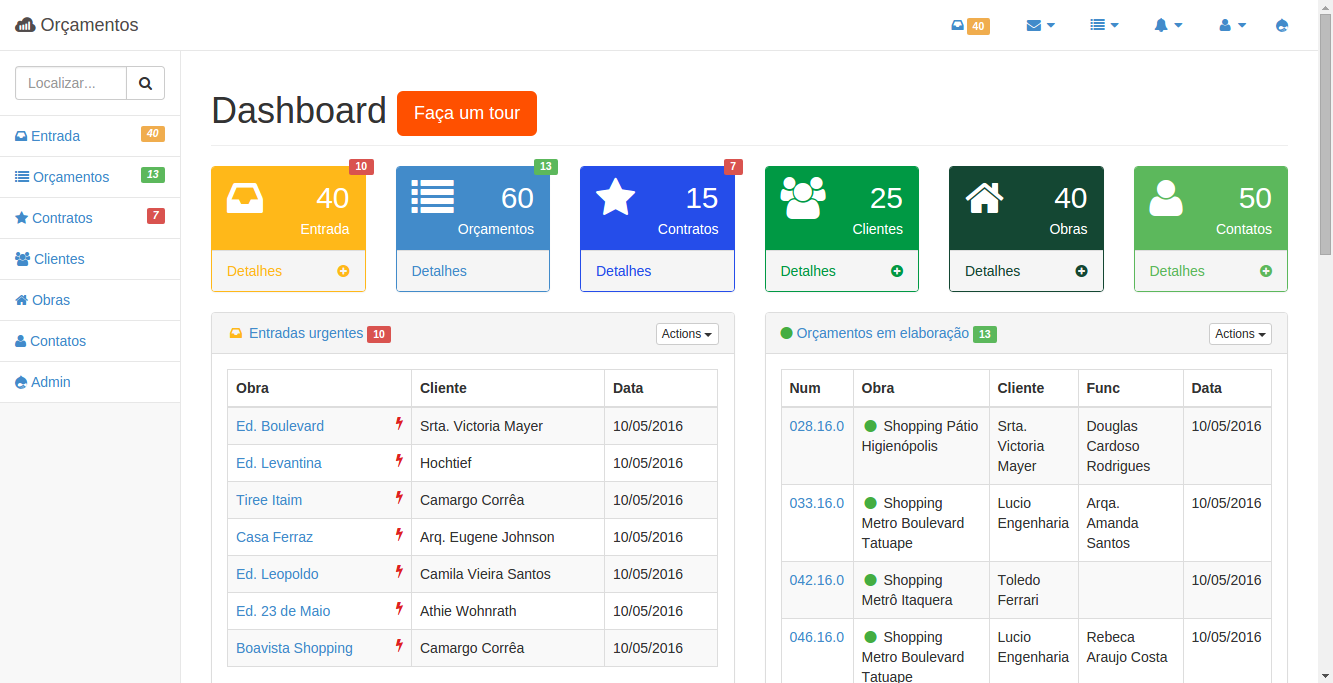 Orçamentos
40
Localizar...
Entrada 40
Orçamentos 13
Contratos 7
Clientes
Obras
Contatos
Admin
Dashboard Faça um tour
10
40
Entrada
Detalhes
13
60
Orçamentos
Detalhes
7
15
Contratos
Detalhes
25
Clientes
Detalhes
40
Obras
Detalhes
50
Contatos
Detalhes
Entradas urgentes 10 Actions
Obra Cliente Data
Ed. Boulevard Srta. Victoria Mayer 10/05/2016
Ed. Levantina Hochtief 10/05/2016
Tiree Itaim Camargo Corrêa 10/05/2016
Casa Ferraz Arq. Eugene Johnson 10/05/2016
Ed. Leopoldo Camila Vieira Santos 10/05/2016
Ed. 23 de Maio Athie Wohnrath 10/05/2016
Boavista Shopping Camargo Corrêa 10/05/2016
Orçamentos em elaboração 13 Actions
Num Obra Cliente Func Data
028.16.0 Shopping Pátio Srta. Douglas 10/05/2016
Higienópolis Victoria Cardoso
Mayer Rodrigues
033.16.0 Shopping Lucio Arqa. 10/05/2016
Metro Boulevard Engenharia Amanda
Tatuape Santos
042.16.0 Shopping Toledo 10/05/2016
Metrô Itaquera Ferrari
046.16.0 Shopping Lucio Rebeca 10/05/2016
Metro Boulevard Engenharia Araujo Costa
Tatuape